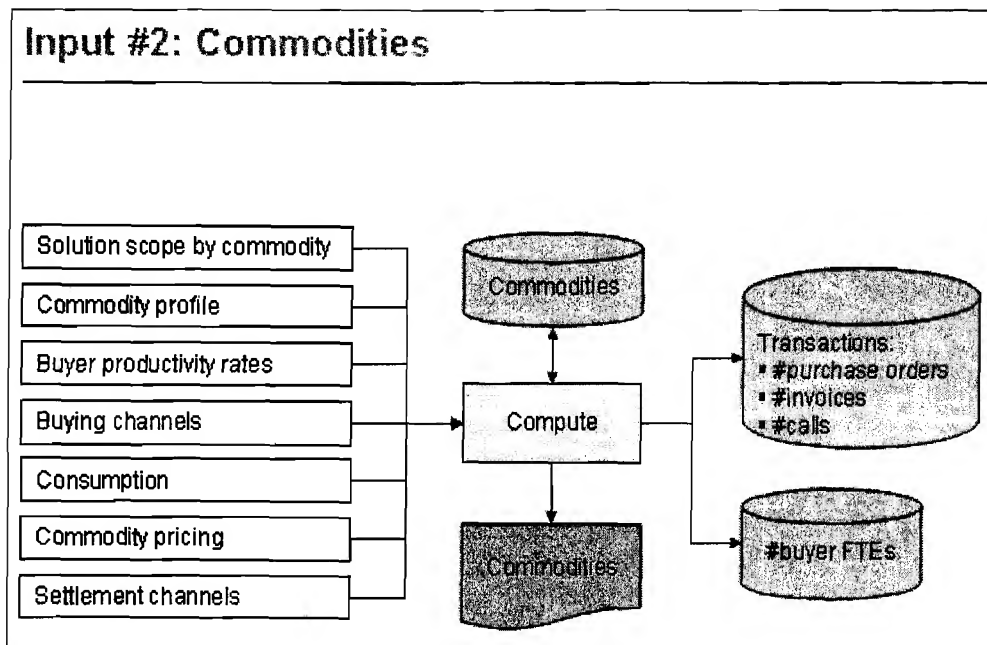 Input #2: Commodities
Solution scope by commodity
Commodity profile
Buyer productivity rates
Buying channels
Consumption
Commodity pricing
Settlement channels
Commodities
Compute
Commodities
Transactions:
▪ #purchase orders
▪ #invoices
▪ #calls
#buyer FTEs